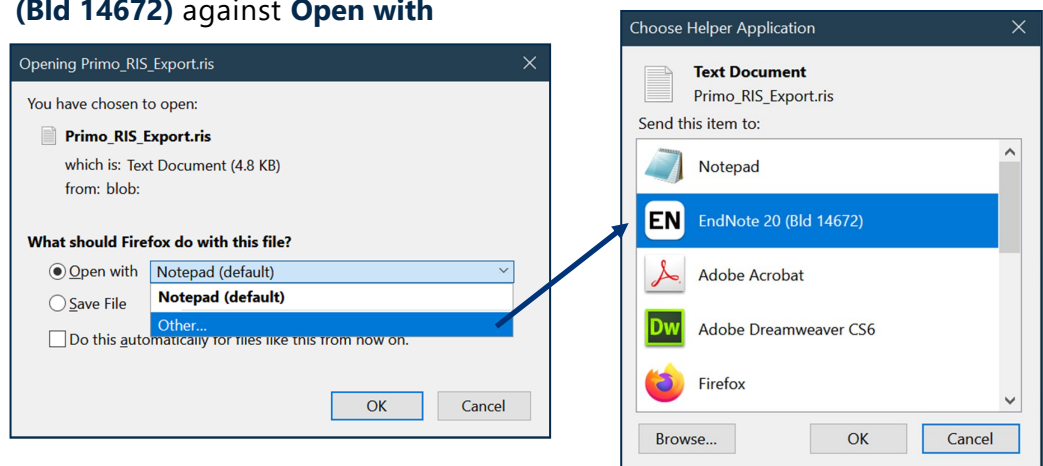 (Bld 14672) against Open with
Opening Primo_RIS_Export.ris
You have chosen to open:
Primo_RIS_Export.ris
which is: Text Document (4.8 KB)
from: blob:
What should Firefox do with this file?
Open with Notepad (default)
Notepad (default)
Save File
Other...
Do this automatically for files like this from now on.
OK Cancel
Choose Helper Application
Text Document
Primo_RIS_Export.ris
Send this item to:
Notepad
EN EndNote 20 (Bld 14672)
Adobe Acrobat
Dw Adobe Dreamweaver CS6
Firefox
Browse... OK Cancel